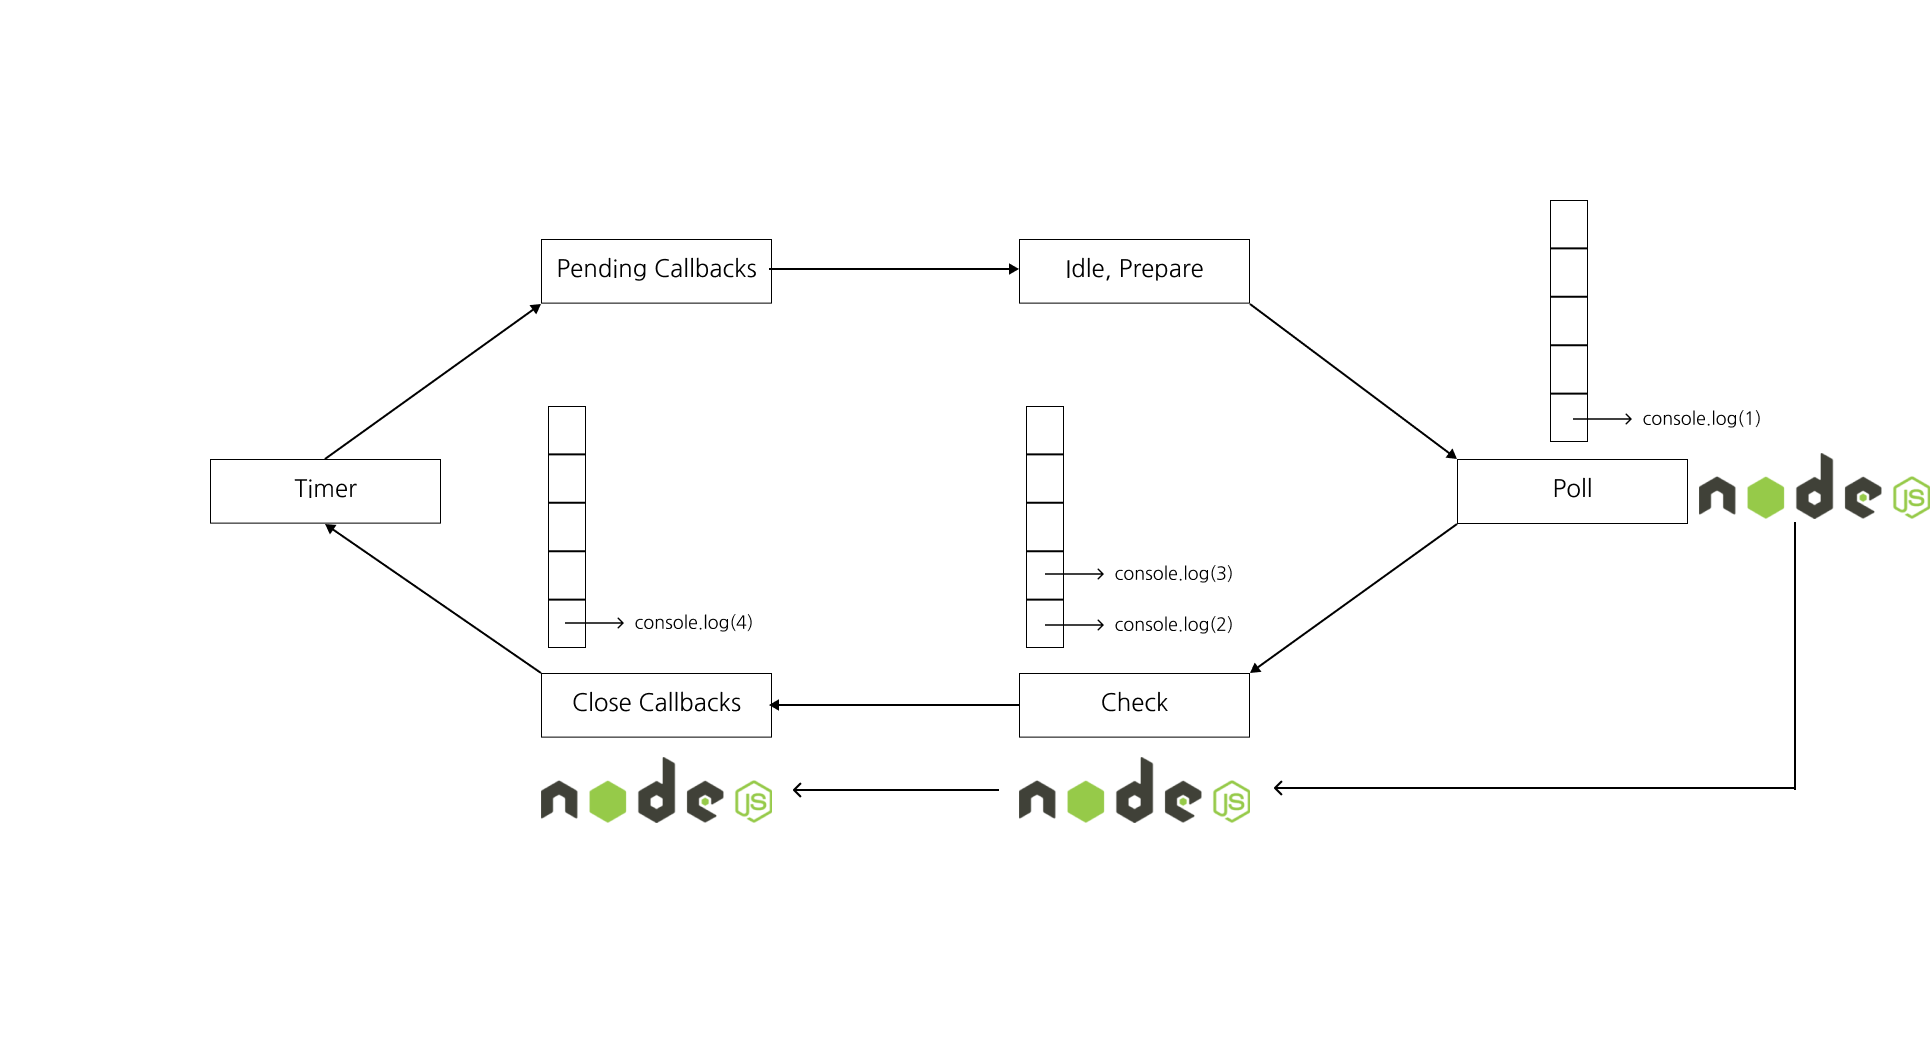 Pending Callbacks
Idle, Prepare
console.log(1)
Timer
Poll
node JS
console.log(3)
console.log(4)
console.log(2)
Close Callbacks
Check
node JS
node JS